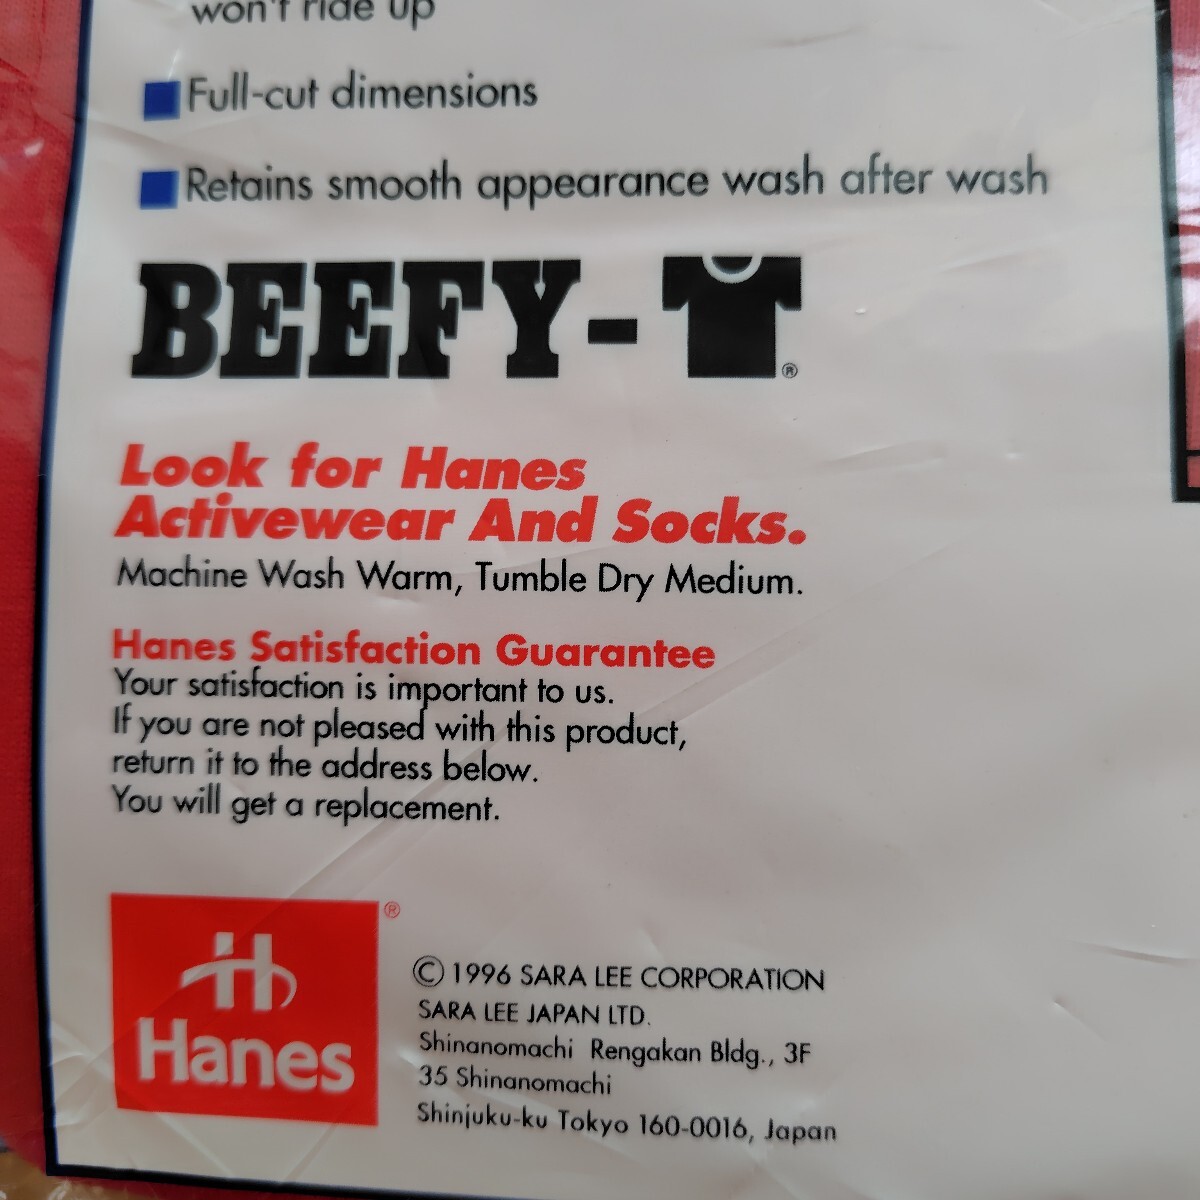 won't ride up
Full-cut dimensions
Retains smooth appearance wash after wash
BEEFY-T®
Look for Hanes
Activewear And Socks.
Machine Wash Warm, Tumble Dry Medium.
Hanes Satisfaction Guarantee
Your satisfaction is important to us.
If you are not pleased with this product,
return it to the address below.
You will get a replacement.
H ®
Hanes
© 1996 SARA LEE CORPORATION
SARA LEE JAPAN LTD.
Shinanomachi Rengakan Bldg., 3F
35 Shinanomachi
Shinjuku-ku Tokyo 160-0016, Japan